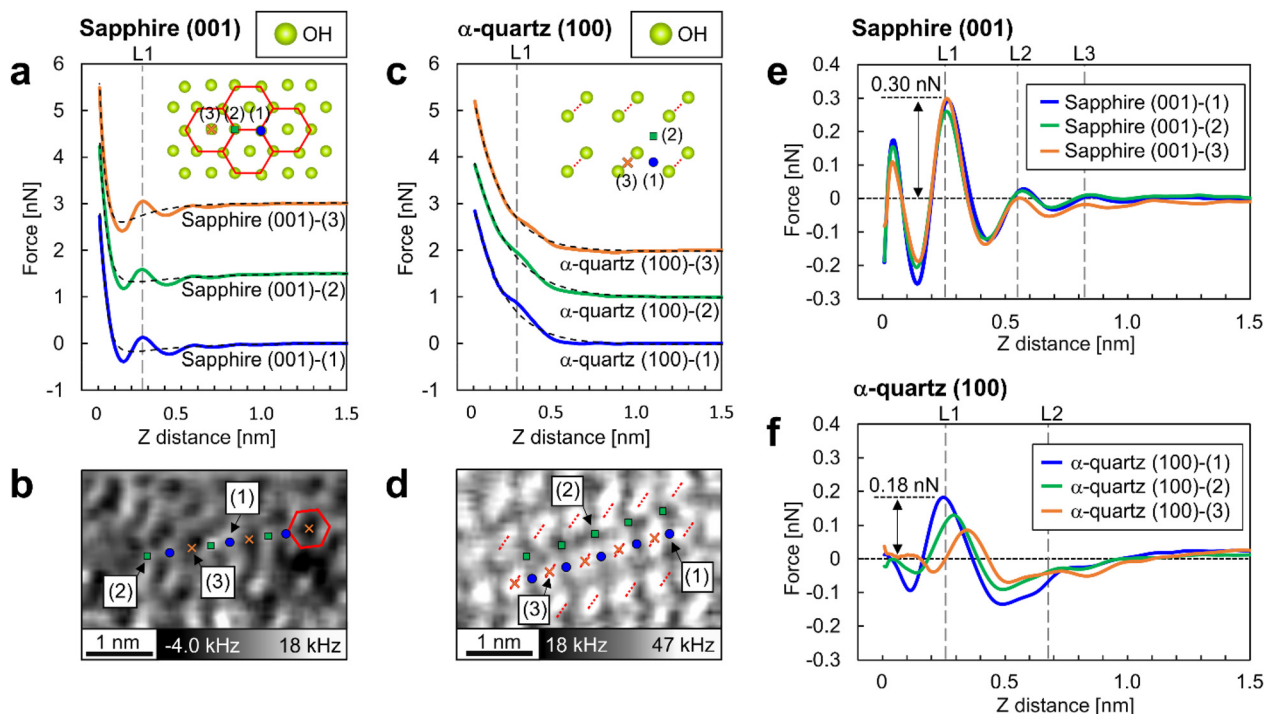 Sapphire (001)
OH
a
L1
6
5
4
3
2
1
0
-1
Force [nN]
(3) (2) (1)
Sapphire (001)-(3)
Sapphire (001)-(2)
Sapphire (001)-(1)
0
0.5
1.0
1.5
Z distance [nm]
b
(1)
(2)
(3)
1 nm
-4.0 kHz
18 kHz
α-quartz (100)
OH
c
L1
6
5
4
3
2
1
0
-1
Force [nN]
(2)
(3) (1)
α-quartz (100)-(3)
α-quartz (100)-(2)
α-quartz (100)-(1)
0
0.5
1.0
1.5
Z distance [nm]
d
(2)
(1)
(3)
1 nm
18 kHz
47 kHz
Sapphire (001)
e
L1
L2
L3
0.4
0.3
0.2
0.1
0
-0.1
-0.2
-0.3
Force [nN]
0.30 nN
Sapphire (001)-(1)
Sapphire (001)-(2)
Sapphire (001)-(3)
0
0.5
1.0
1.5
Z distance [nm]
α-quartz (100)
f
L1
L2
0.4
0.3
0.2
0.1
0
-0.1
-0.2
-0.3
Force [nN]
0.18 nN
α-quartz (100)-(1)
α-quartz (100)-(2)
α-quartz (100)-(3)
0
0.5
1.0
1.5
Z distance [nm]